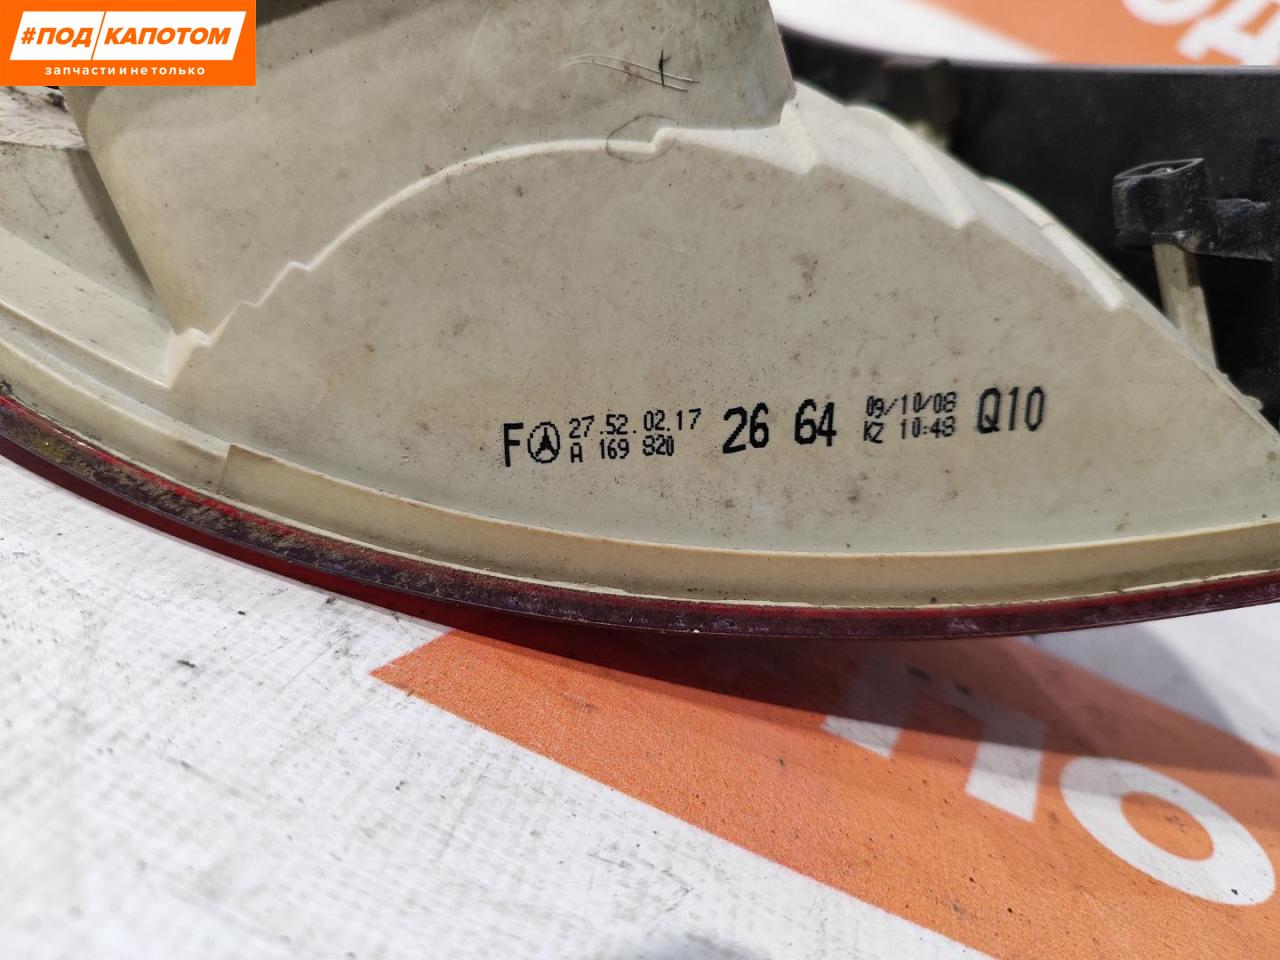 #ПОД КАПОТОМ
запчасти и не только
F 27.52.02.17 26 64 09/10/08 Q10
A 169 820 KZ 10:48
ПО